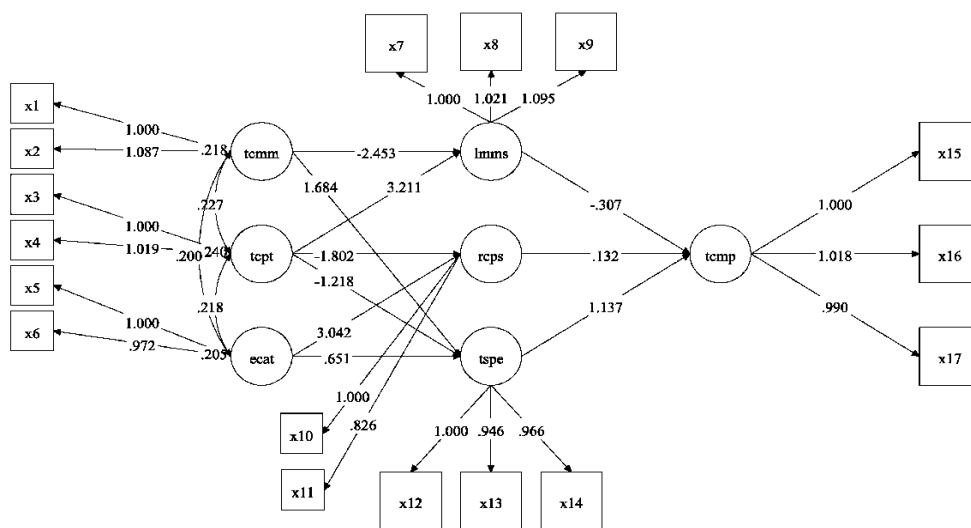 x7
x8
x9
x1
x2
x3
x4
x5
x6
1.000
1.021
1.095
1.000
1.087
.218
tcmm
-2.453
lmms
1.684
3.211
.227
1.000
1.019
.200
.240
tcpt
-1.802
-1.218
rcps
-.307
.132
tcmp
1.137
1.000
x15
1.018
x16
.990
x17
.218
1.000
.972
.205
ecat
3.042
.651
tspe
1.000
.826
x10
x11
1.000
.946
.966
x12
x13
x14